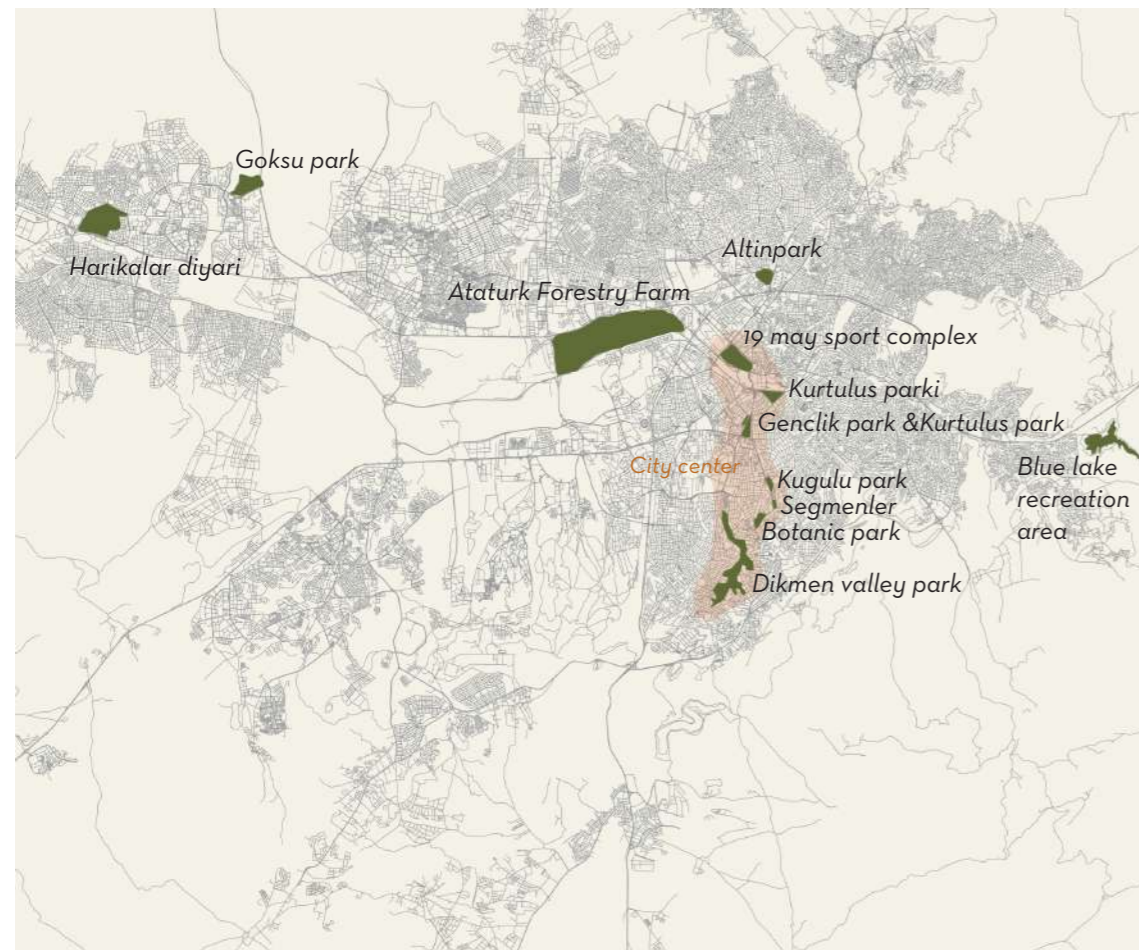 Goksu park
Harikalar diyari
Altinpark
Ataturk Forestry Farm
19 may sport complex
Kurtulus parki
Genclik park &Kurtulus park
City center
Blue lake
recreation
area
Kugulu park
Segmenler
Botanic park
Dikmen valley park